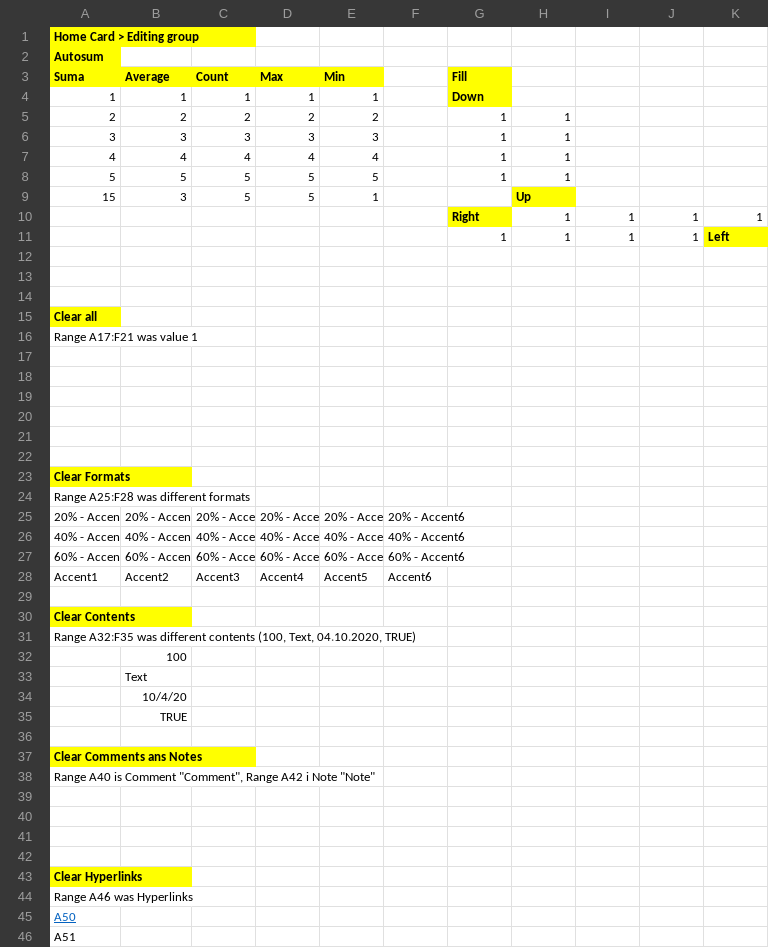 A B C D E F G H I J K
1 Home Card > Editing group
2 Autosum
3 Suma Average Count Max Min Fill
4 1 1 1 1 1 Down
5 2 2 2 2 2 1 1
6 3 3 3 3 3 1 1
7 4 4 4 4 4 1 1
8 5 5 5 5 5 1 1
9 15 3 5 5 1 Up
10 Right 1 1 1 1
11 1 1 1 1 Left
12
13
14
15 Clear all
16 Range A17:F21 was value 1
17
18
19
20
21
22
23 Clear Formats
24 Range A25:F28 was different formats
25 20% - Accen 20% - Accen 20% - Acce 20% - Acce 20% - Acce 20% - Accent6
26 40% - Accen 40% - Accen 40% - Acce 40% - Acce 40% - Acce 40% - Accent6
27 60% - Accen 60% - Accen 60% - Acce 60% - Acce 60% - Acce 60% - Accent6
28 Accent1 Accent2 Accent3 Accent4 Accent5 Accent6
29
30 Clear Contents
31 Range A32:F35 was different contents (100, Text, 04.10.2020, TRUE)
32 100
33 Text
34 10/4/20
35 TRUE
36
37 Clear Comments ans Notes
38 Range A40 is Comment "Comment", Range A42 i Note "Note"
39
40
41
42
43 Clear Hyperlinks
44 Range A46 was Hyperlinks
45 A50
46 A51